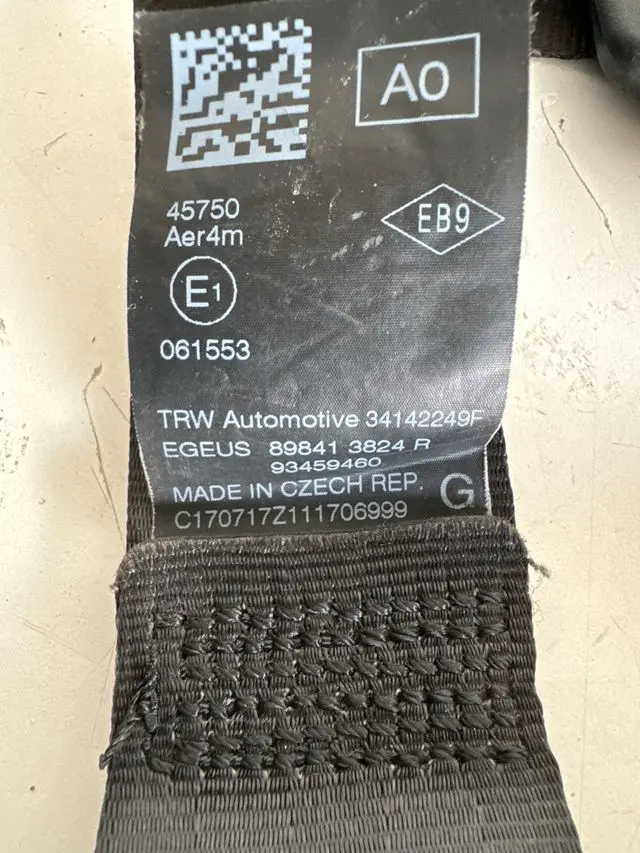 A0
45750
Aer4m
EB9
E1
061553
TRW Automotive 34142249F
EGEUS 89841 3824 R
93459460
MADE IN CZECH REP. G
C170717Z111706999